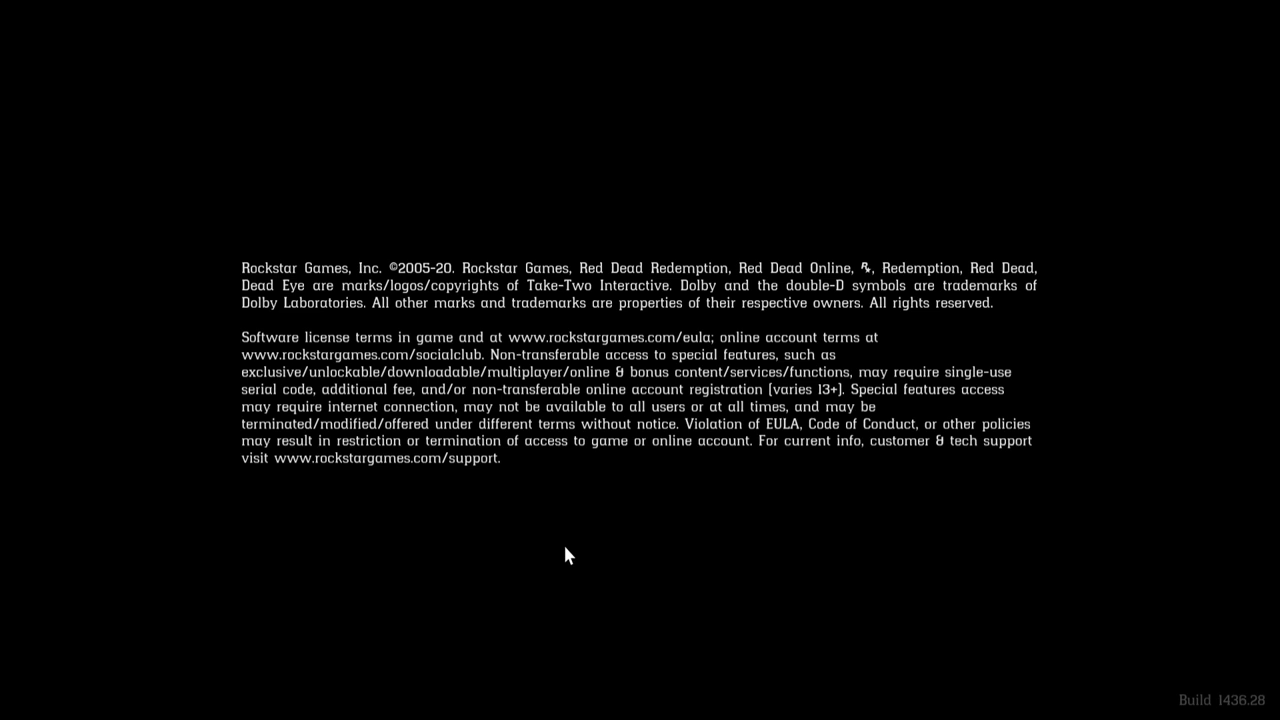 Rockstar Games, Inc. ©2005-20. Rockstar Games, Red Dead Redemption, Red Dead Online, , Redemption, Red Dead,
Dead Eye are marks/logos/copyrights of Take-Two Interactive. Dolby and the double-D symbols are trademarks of
Dolby Laboratories. All other marks and trademarks are properties of their respective owners. All rights reserved.
Software license terms in game and at www.rockstargames.com/eula; online account terms at
www.rockstargames.com/socialclub. Non-transferable access to special features, such as
exclusive/unlockable/downloadable/multiplayer/online & bonus content/services/functions, may require single-use
serial code, additional fee, and/or non-transferable online account registration (varies 13+). Special features access
may require internet connection, may not be available to all users or at all times, and may be
terminated/modified/offered under different terms without notice. Violation of EULA, Code of Conduct, or other policies
may result in restriction or termination of access to game or online account. For current info, customer & tech support
visit www.rockstargames.com/support.
Build 1436.28